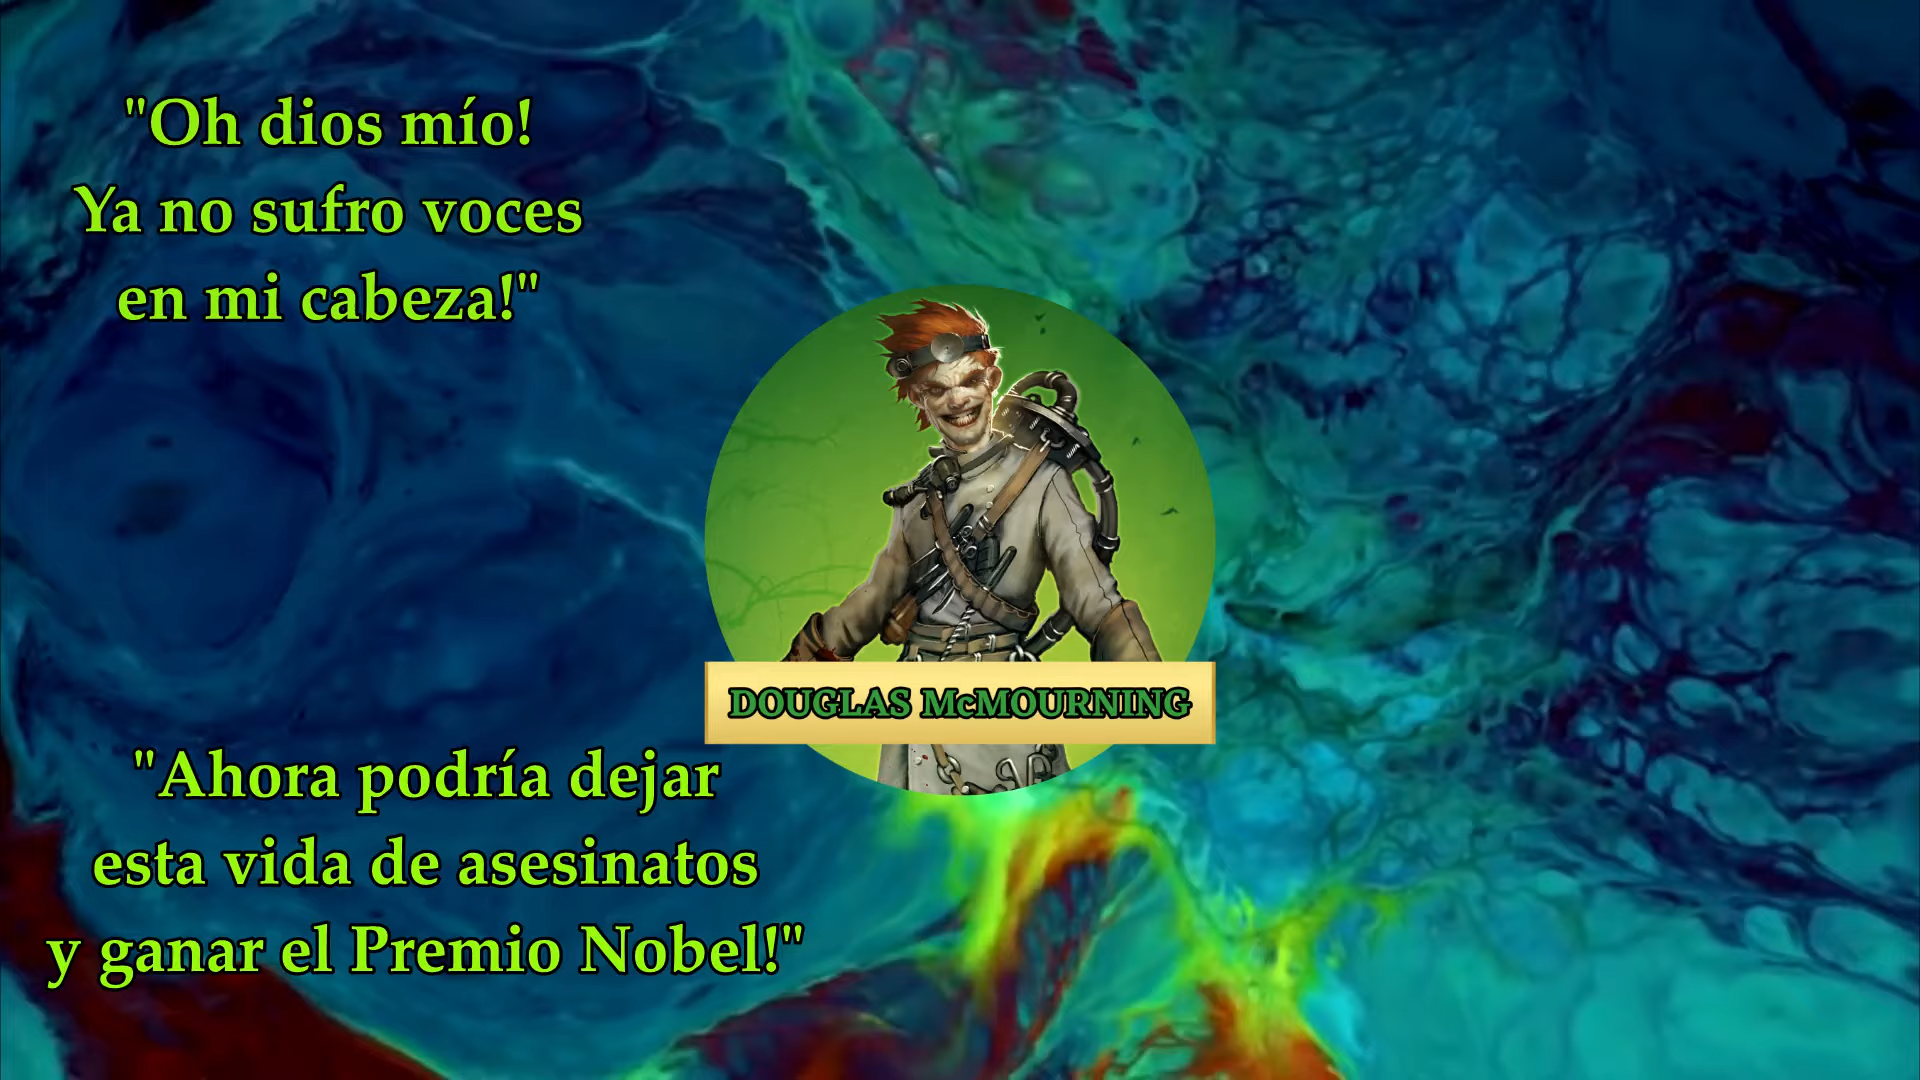 "Oh dios mío!
Ya no sufro voces
en mi cabeza!"
DOUGLAS McMOURNING
"Ahora podría dejar
esta vida de asesinatos
y ganar el Premio Nobel!"